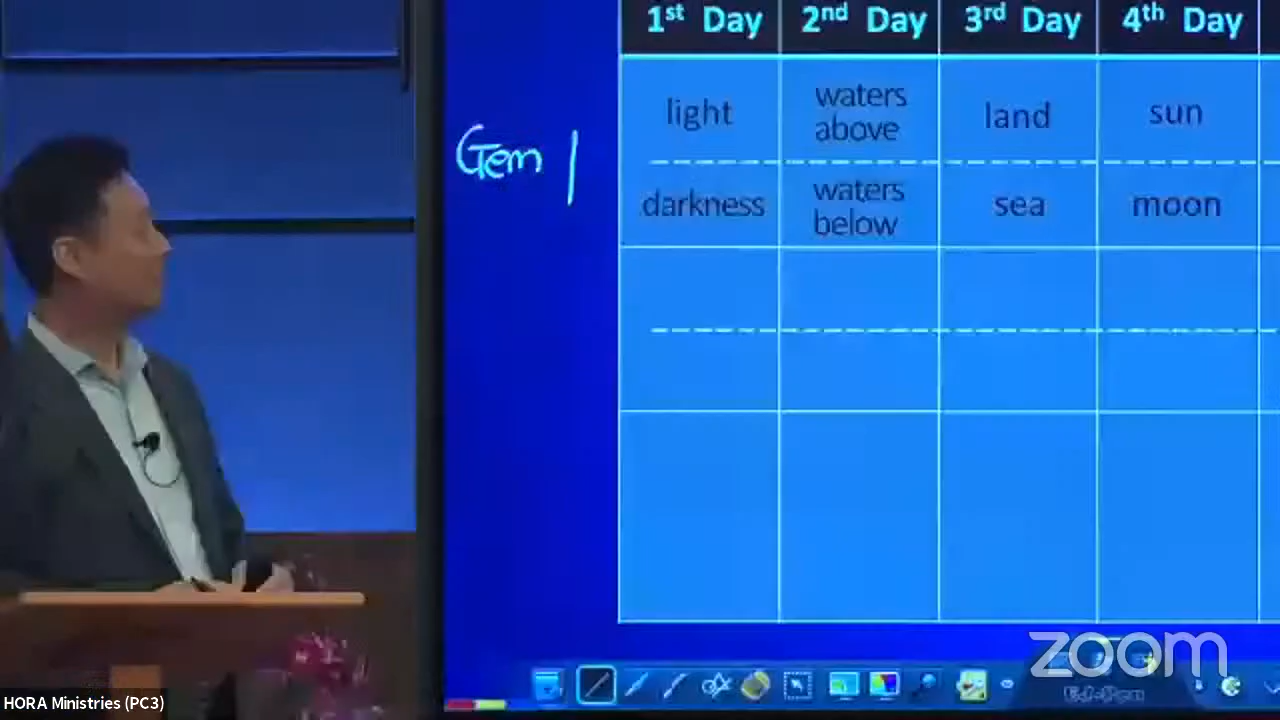 1st Day 2nd Day 3rd Day 4th Day
light waters above land sun
Gen 1
darkness waters below sea moon
zoom
HORA Ministries (PC3)